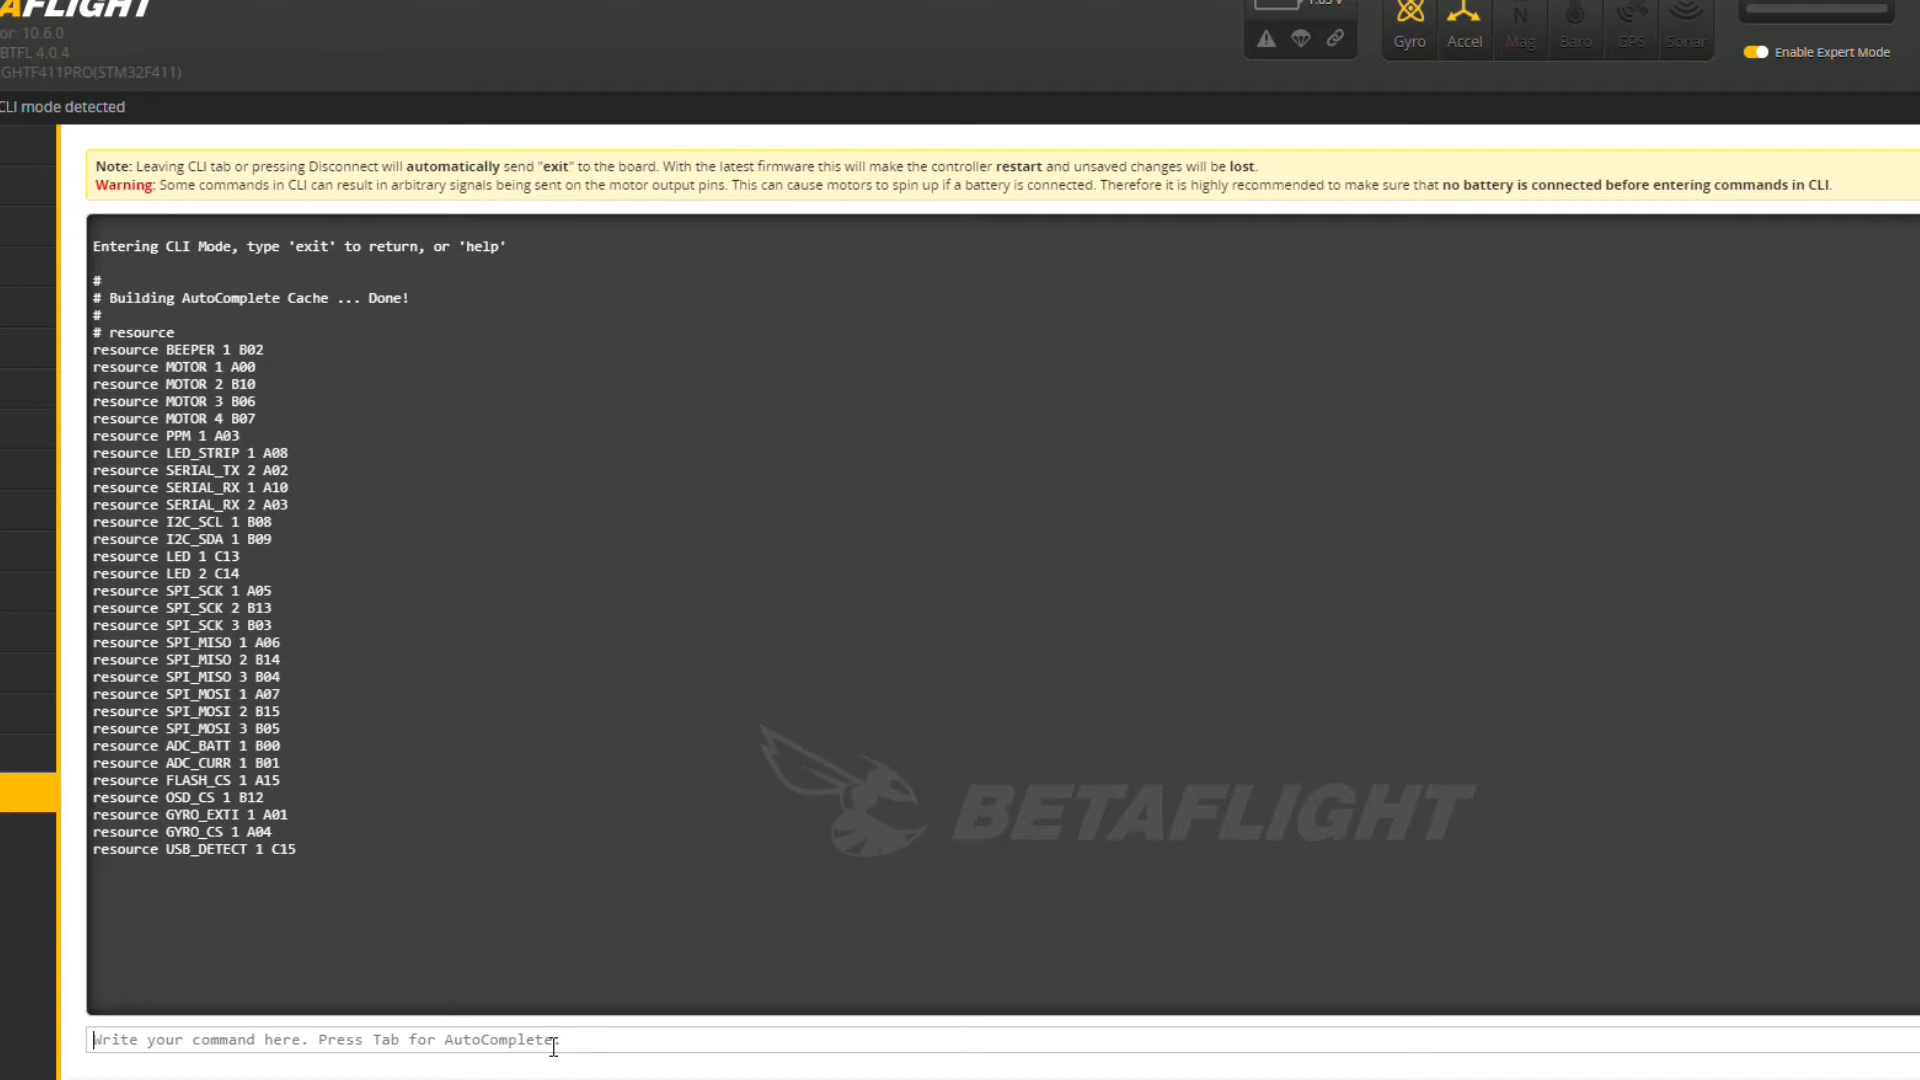 AFLIGHT
or: 10.6.0
BTFL 4.0.4
GHTF411PRO(STM32F411)
Gyro
Accel
Mag
Baro
GPS
Sonar
Enable Expert Mode
CLI mode detected
Note: Leaving CLI tab or pressing Disconnect will automatically send "exit" to the board. With the latest firmware this will make the controller restart and unsaved changes will be lost.
Warning: Some commands in CLI can result in arbitrary signals being sent on the motor output pins. This can cause motors to spin up if a battery is connected. Therefore it is highly recommended to make sure that no battery is connected before entering commands in CLI.
Entering CLI Mode, type 'exit' to return, or 'help'
#
# Building AutoComplete Cache ... Done!
#
# resource
resource BEEPER 1 B02
resource MOTOR 1 A00
resource MOTOR 2 B10
resource MOTOR 3 B06
resource MOTOR 4 B07
resource PPM 1 A03
resource LED_STRIP 1 A08
resource SERIAL_TX 2 A02
resource SERIAL_RX 1 A10
resource SERIAL_RX 2 A03
resource I2C_SCL 1 B08
resource I2C_SDA 1 B09
resource LED 1 C13
resource LED 2 C14
resource SPI_SCK 1 A05
resource SPI_SCK 2 B13
resource SPI_SCK 3 B03
resource SPI_MISO 1 A06
resource SPI_MISO 2 B14
resource SPI_MISO 3 B04
resource SPI_MOSI 1 A07
resource SPI_MOSI 2 B15
resource SPI_MOSI 3 B05
resource ADC_BATT 1 B00
resource ADC_CURR 1 B01
resource FLASH_CS 1 A15
resource OSD_CS 1 B12
resource GYRO_EXTI 1 A01
resource GYRO_CS 1 A04
resource USB_DETECT 1 C15
BETAFLIGHT
Write your command here. Press Tab for AutoComplete.